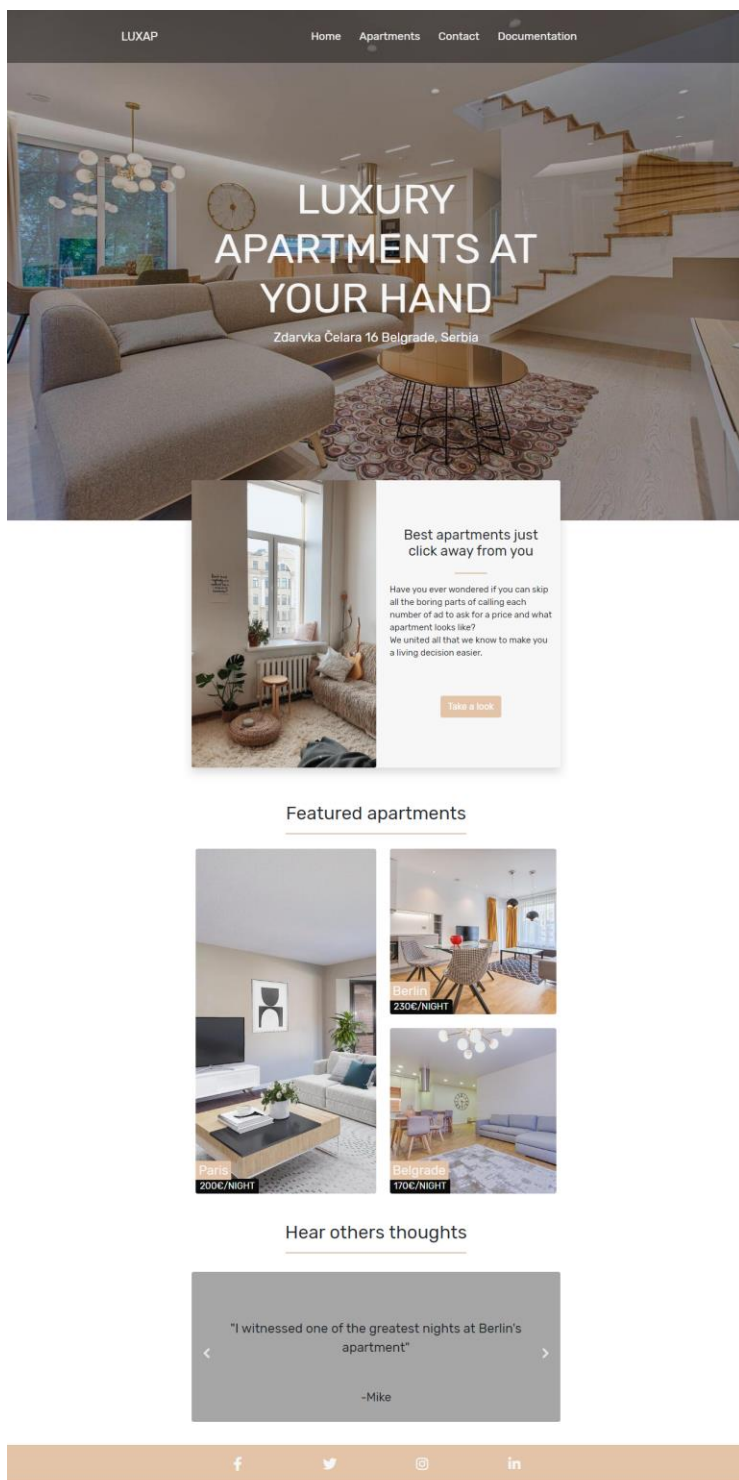 LUXAP
Home Apartments Contact Documentation
LUXURY
APARTMENTS AT
YOUR HAND
Zdarvka Čelara 16 Belgrade, Serbia
Best apartments just
click away from you
Have you ever wondered if you can skip
all the boring parts of calling each
number of ad to ask for a price and what
apartment looks like?
We united all that we know to make you
a living decision easier.
Take a look
Featured apartments
Berlin
230€/NIGHT
Paris
200€/NIGHT
Belgrade
170€/NIGHT
Hear others thoughts
"I witnessed one of the greatest nights at Berlin's
apartment"
-Mike